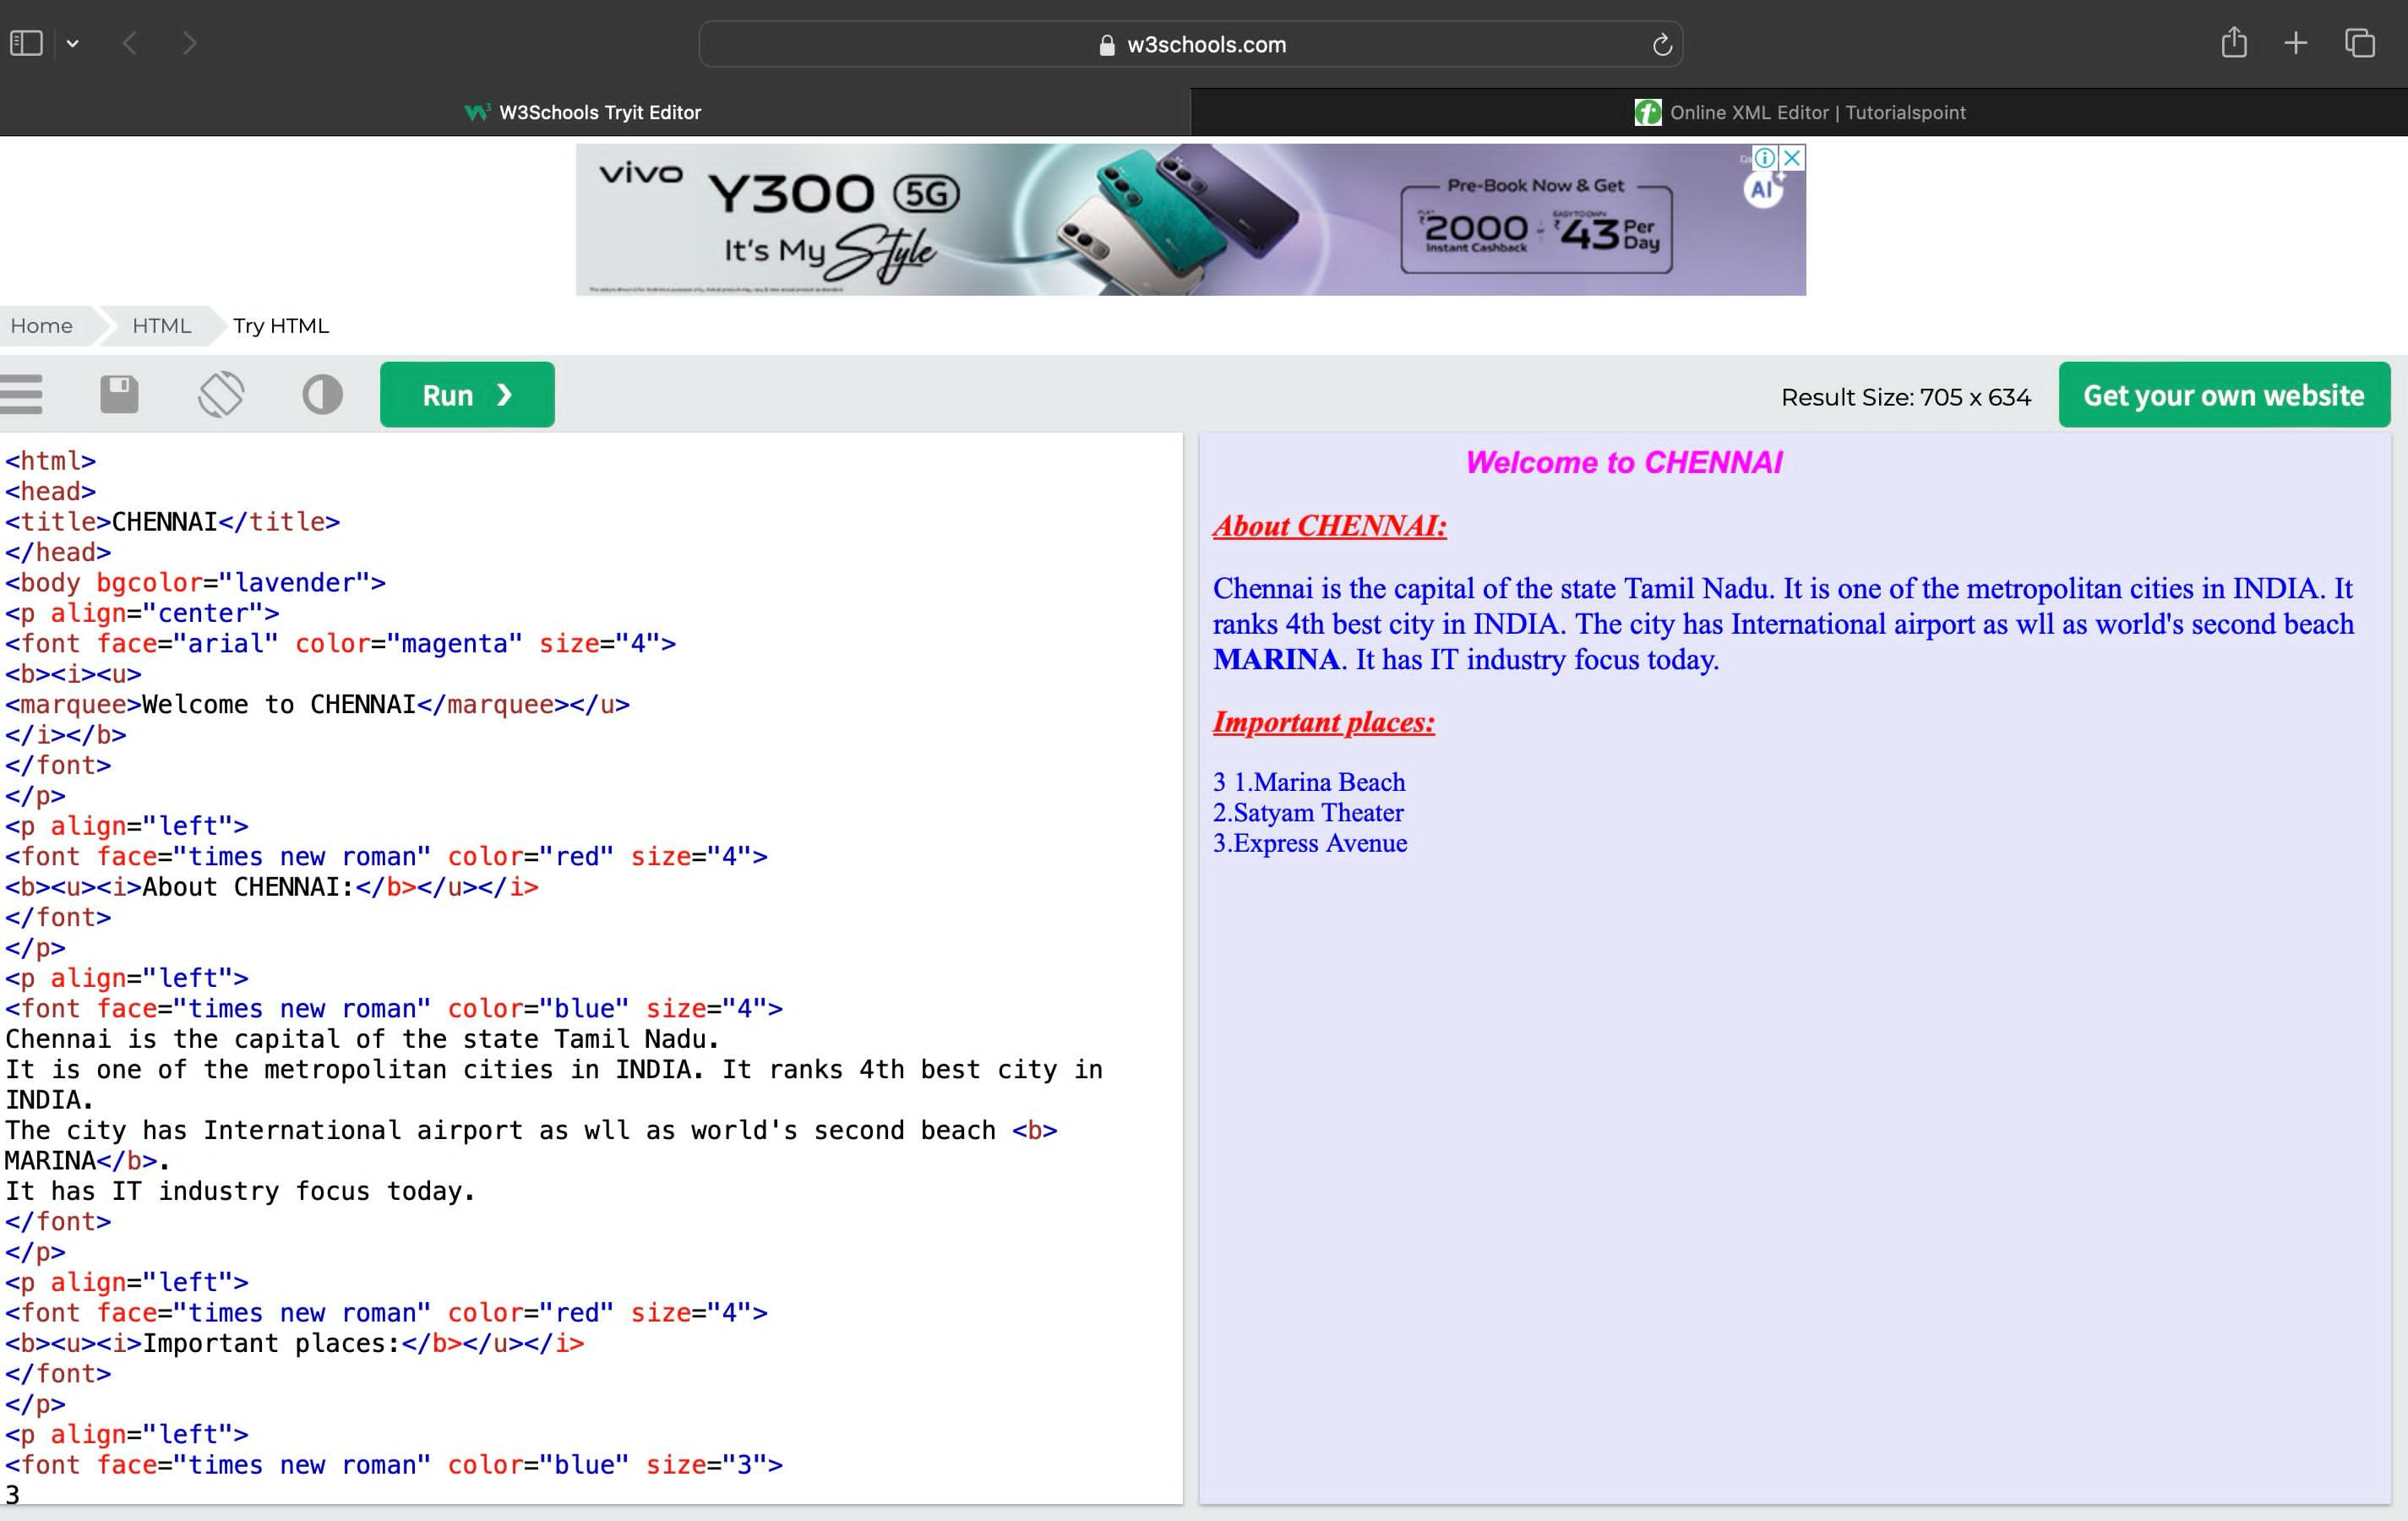 w3schools.com
W3Schools Tryit Editor
Online XML Editor | Tutorialspoint
vivo Y300 5G
It's My Style
Pre-Book Now & Get
₹2000 Instant Cashback
₹43 Per Day
AI
Home
HTML
Try HTML
Run ❯
Result Size: 705 x 634
Get your own website
<html>
<head>
<title>CHENNAI</title>
</head>
<body bgcolor="lavender">
<p align="center">
<font face="arial" color="magenta" size="4">
<b><i><u>
<marquee>Welcome to CHENNAI</marquee></u>
</i></b>
</font>
</p>
<p align="left">
<font face="times new roman" color="red" size="4">
<b><u><i>About CHENNAI:</b></u></i>
</font>
</p>
<p align="left">
<font face="times new roman" color="blue" size="4">
Chennai is the capital of the state Tamil Nadu.
It is one of the metropolitan cities in INDIA. It ranks 4th best city in
INDIA.
The city has International airport as wll as world's second beach <b>
MARINA</b>.
It has IT industry focus today.
</font>
</p>
<p align="left">
<font face="times new roman" color="red" size="4">
<b><u><i>Important places:</b></u></i>
</font>
</p>
<p align="left">
<font face="times new roman" color="blue" size="3">
3
Welcome to CHENNAI
About CHENNAI:
Chennai is the capital of the state Tamil Nadu. It is one of the metropolitan cities in INDIA. It
ranks 4th best city in INDIA. The city has International airport as wll as world's second beach
MARINA. It has IT industry focus today.
Important places:
3 1.Marina Beach
2.Satyam Theater
3.Express Avenue